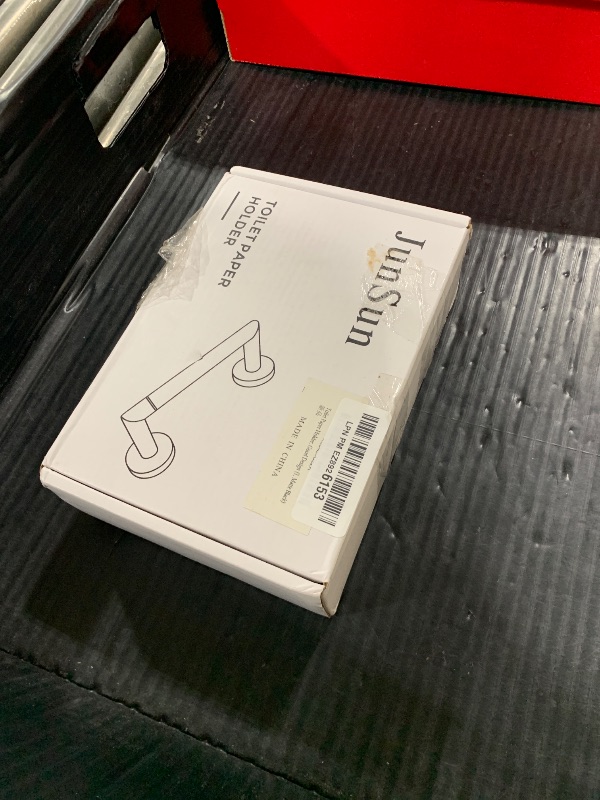 JunSun
TOILET PAPER
HOLDER
MADE IN CHINA
LPN PM EZ8926153